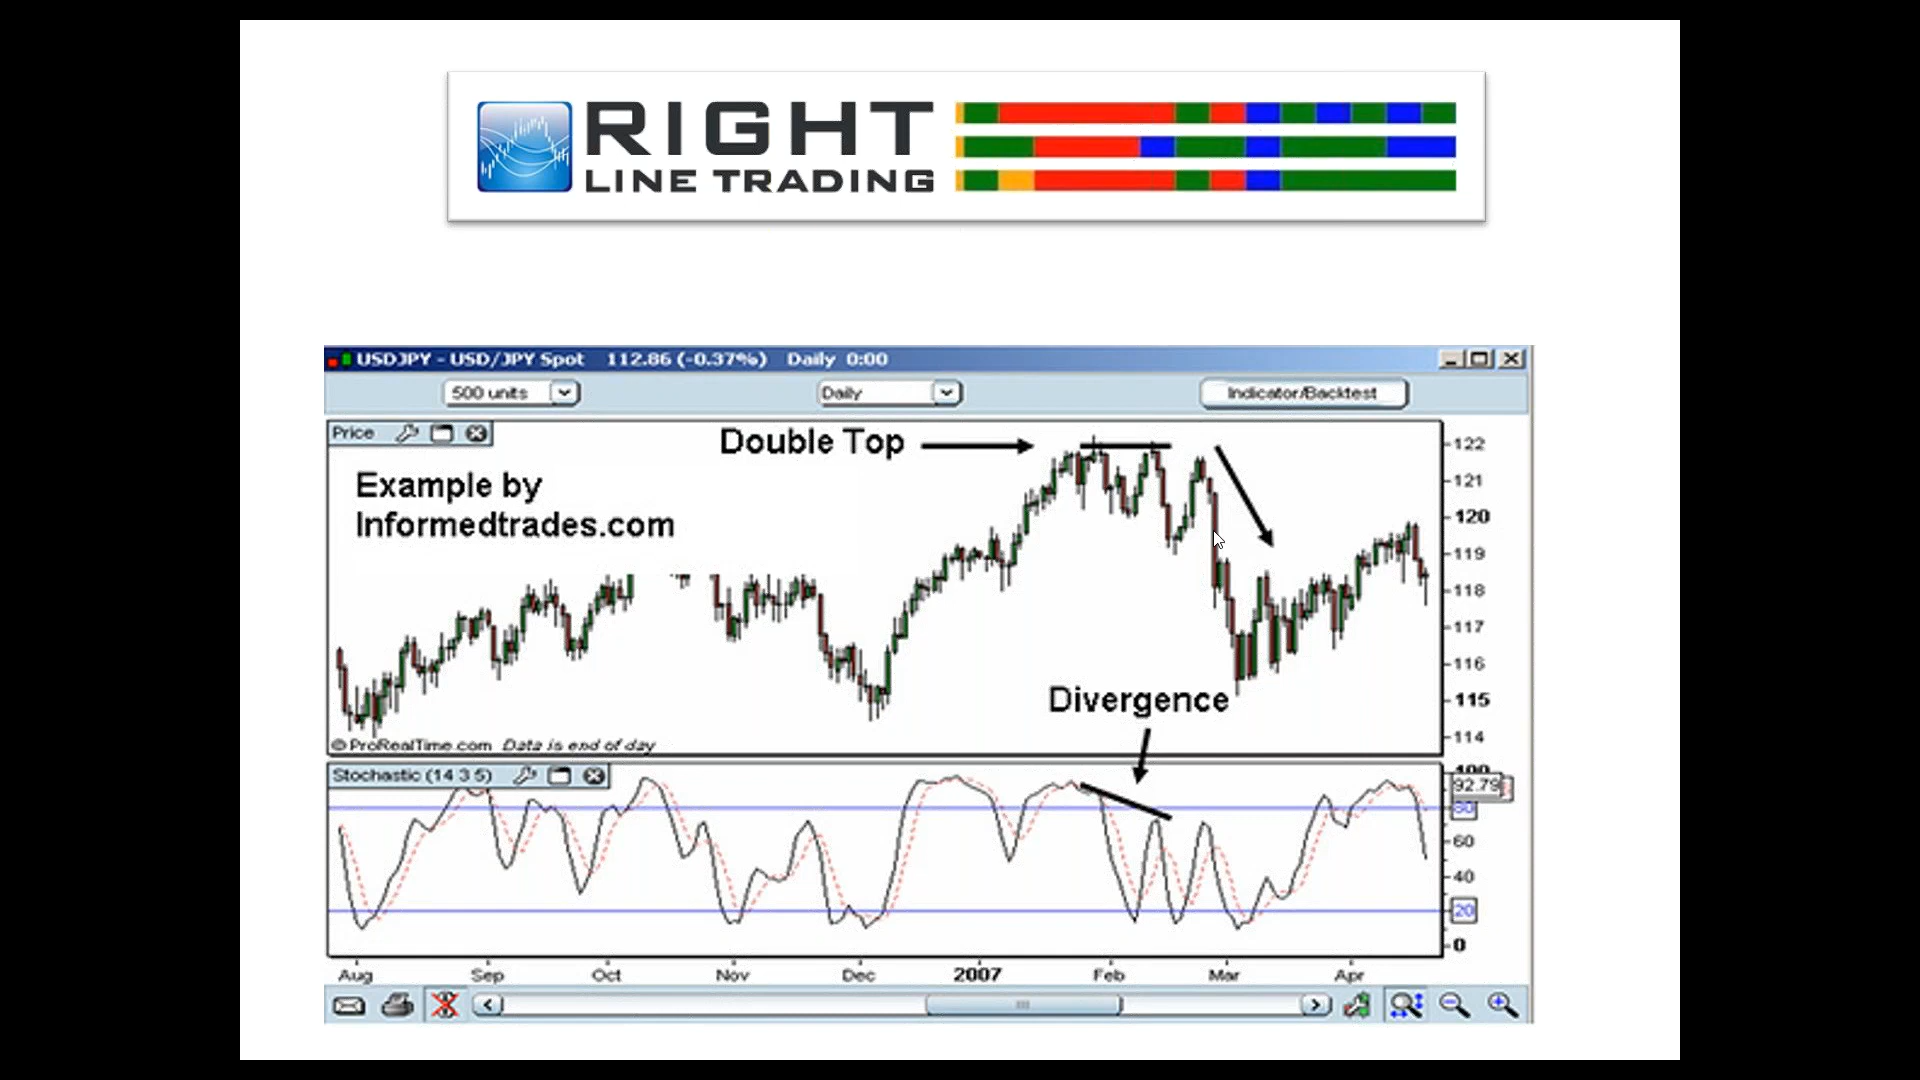 RIGHT
LINE TRADING
USDJPY - USD/JPY Spot 112.86 (-0.37%) Daily 0:00
500 units
Daily
Indicator/Backtest
Price
Double Top
Example by
Informedtrades.com
122
121
120
119
118
117
116
115
114
Divergence
© ProRealTime.com Data is end of day
Stochastic (14 3 5)
100
92.79
80
60
40
20
0
Aug Sep Oct Nov Dec 2007 Feb Mar Apr